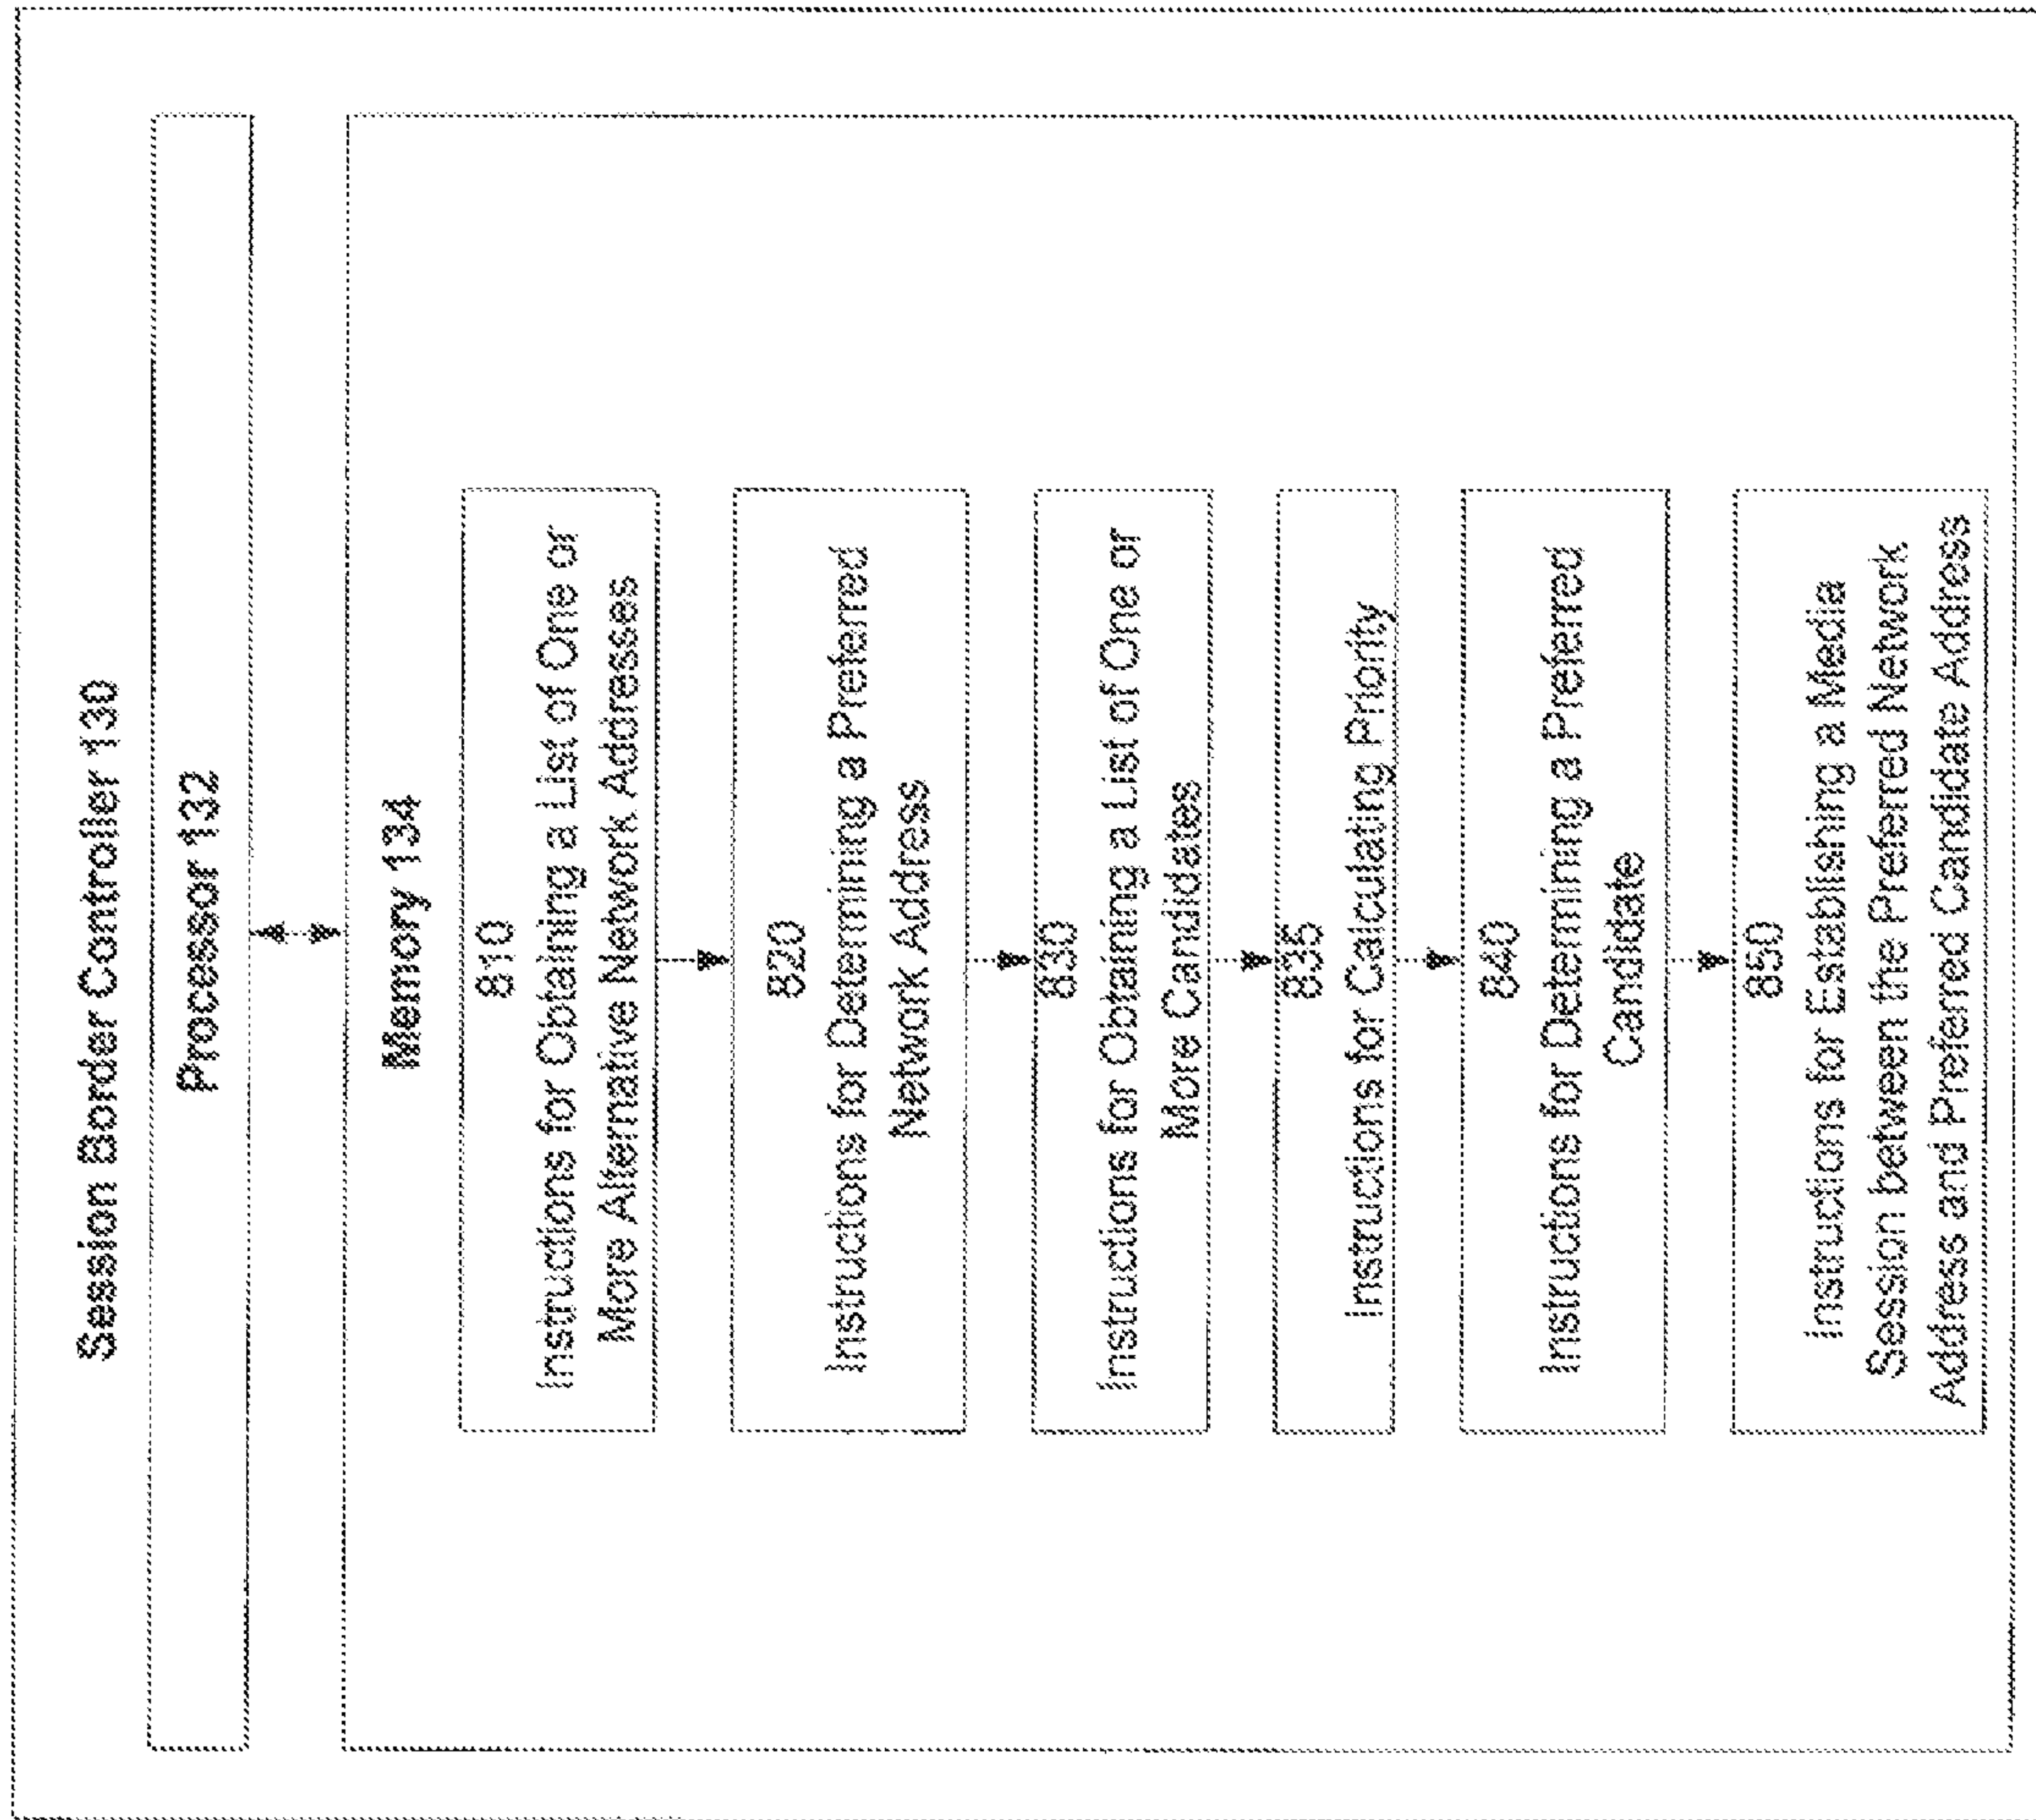 Session Border Controller 130
Processor 132
Memory 134
810
Instructions for Obtaining a List of One or
More Alternative Network Addresses
820
Instructions for Determining a Preferred
Network Address
830
Instructions for Obtaining a List of One or
More Candidates
835
Instructions for Calculating Priority
840
Instructions for Determining a Preferred
Candidate
850
Instructions for Establishing a Media
Session between the Preferred Network
Address and Preferred Candidate Address